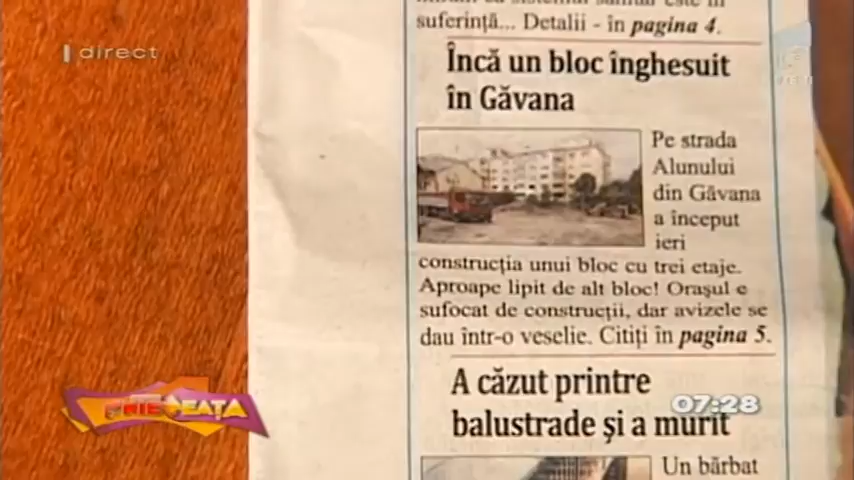 suferință... Detalii - în pagina 4.
direct
Încă un bloc înghesuit
în Găvana
Pe strada
Alunului
din Găvana
a început
ieri
construcția unui bloc cu trei etaje.
Aproape lipit de alt bloc! Orașul e
sufocat de construcții, dar avizele se
dau într-o veselie. Citiți în pagina 5.
A căzut printre
balustrade și a murit
07:28
Un bărbat